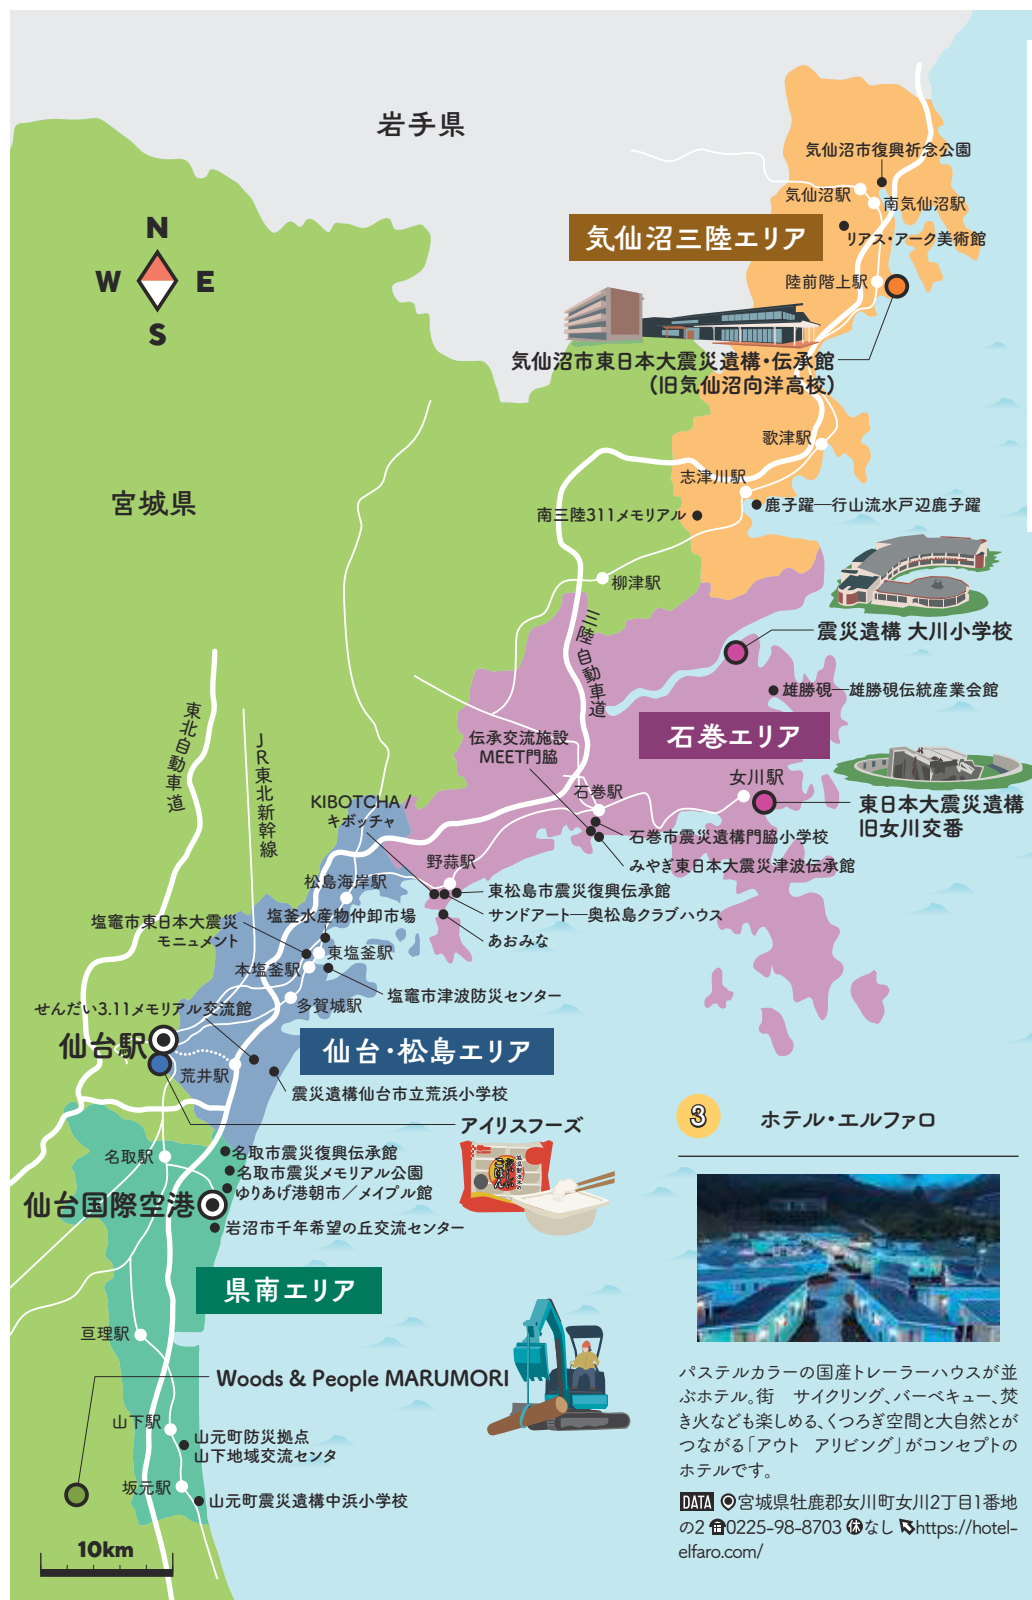 岩手県
気仙沼市復興祈念公園
気仙沼駅
南気仙沼駅
気仙沼三陸エリア
リアス・アーク美術館
N
W
E
S
陸前階上駅
気仙沼市東日本大震災遺構・伝承館
(旧気仙沼向洋高校)
歌津駅
志津川駅
宮城県
南三陸311メモリアル
鹿子躍―行山流水戸辺鹿子躍
柳津駅
三陸自動車道
震災遺構 大川小学校
雄勝硯―雄勝硯伝統産業会館
東北自動車道
JR東北新幹線
石巻エリア
伝承交流施設
MEET門脇
女川駅
石巻駅
東日本大震災遺構
旧女川交番
KIBOTCHA /
キボッチャ
石巻市震災遺構門脇小学校
野蒜駅
みやぎ東日本大震災津波伝承館
松島海岸駅
東松島市震災復興伝承館
塩竈市東日本大震災
モニュメント
塩釜水産物仲卸市場
サンドアート―奥松島クラブハウス
あおみな
東塩釜駅
本塩釜駅
塩竈市津波防災センター
多賀城駅
せんだい3.11メモリアル交流館
仙台駅
仙台・松島エリア
荒井駅
震災遺構仙台市立荒浜小学校
アイリスフーズ
3
ホテル・エルファロ
名取駅
名取市震災復興伝承館
名取市震災メモリアル公園
ゆりあげ港朝市／メイプル館
仙台国際空港
岩沼市千年希望の丘交流センター
県南エリア
亘理駅
Woods & People MARUMORI
山下駅
山元町防災拠点
山下地域交流センタ
坂元駅
山元町震災遺構中浜小学校
10km
パステルカラーの国産トレーラーハウスが並
ぶホテル。街 サイクリング、バーベキュー、焚
き火なども楽しめる、くつろぎ空間と大自然とが
つながる「アウト アリビング」がコンセプトの
ホテルです。
DATA 宮城県牡鹿郡女川町女川2丁目1番地
の2 0225-98-8703 休なし https://hotel-
elfaro.com/